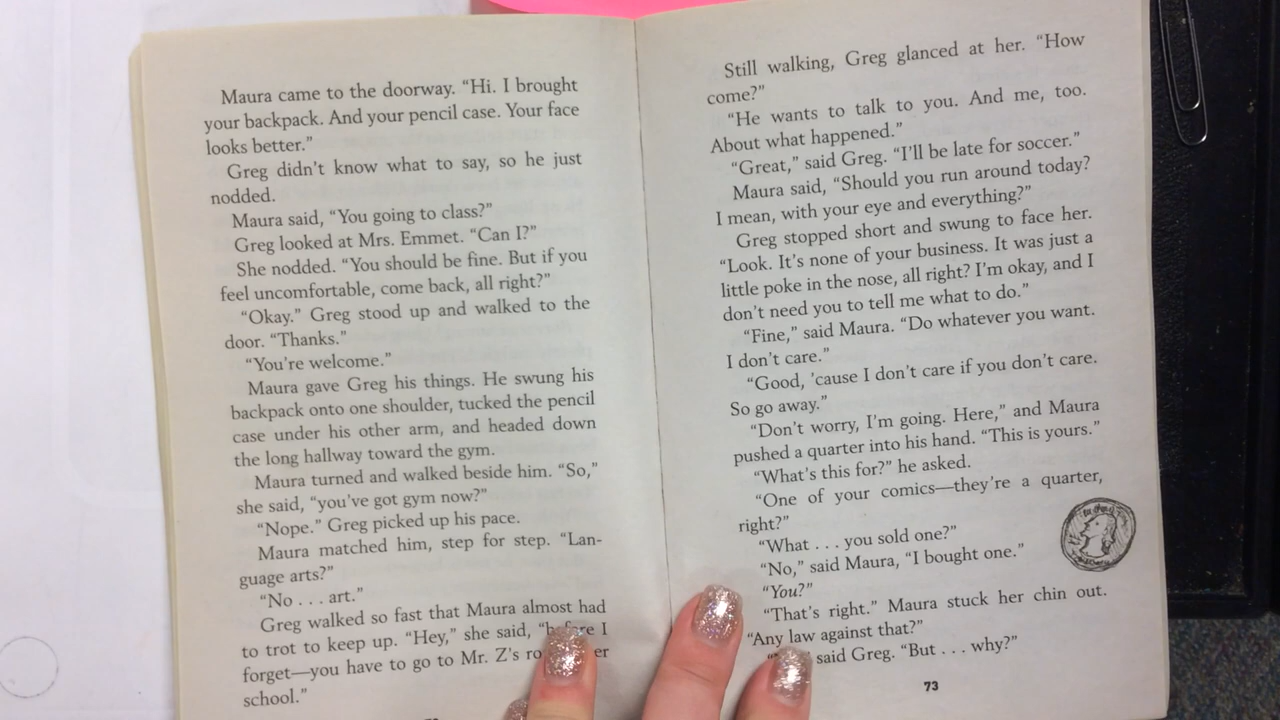 Maura came to the doorway. “Hi. I brought
your backpack. And your pencil case. Your face
looks better.”
Greg didn’t know what to say, so he just
nodded.
Maura said, “You going to class?”
Greg looked at Mrs. Emmet. “Can I?”
She nodded. “You should be fine. But if you
feel uncomfortable, come back, all right?”
“Okay.” Greg stood up and walked to the
door. “Thanks.”
“You’re welcome.”
Maura gave Greg his things. He swung his
backpack onto one shoulder, tucked the pencil
case under his other arm, and headed down
the long hallway toward the gym.
Maura turned and walked beside him. “So,”
she said, “you’ve got gym now?”
“Nope.” Greg picked up his pace.
Maura matched him, step for step. “Lan-
guage arts?”
“No . . . art.”
Greg walked so fast that Maura almost had
to trot to keep up. “Hey,” she said, “before I
forget—you have to go to Mr. Z’s
school.”
Still walking, Greg glanced at her. “How
come?”
“He wants to talk to you. And me, too.
About what happened.”
“Great,” said Greg. “I’ll be late for soccer.”
Maura said, “Should you run around today?
I mean, with your eye and everything?”
Greg stopped short and swung to face her.
“Look. It’s none of your business. It was just a
little poke in the nose, all right? I’m okay, and I
don’t need you to tell me what to do.”
“Fine,” said Maura. “Do whatever you want.
I don’t care.”
“Good, ’cause I don’t care if you don’t care.
So go away.”
“Don’t worry, I’m going. Here,” and Maura
pushed a quarter into his hand. “This is yours.”
“What’s this for?” he asked.
“One of your comics—they’re a quarter,
right?”
“What . . . you sold one?”
“No,” said Maura, “I bought one.”
“You?”
“That’s right.” Maura stuck her chin out.
“Any law against that?”
said Greg. “But . . . why?”
73